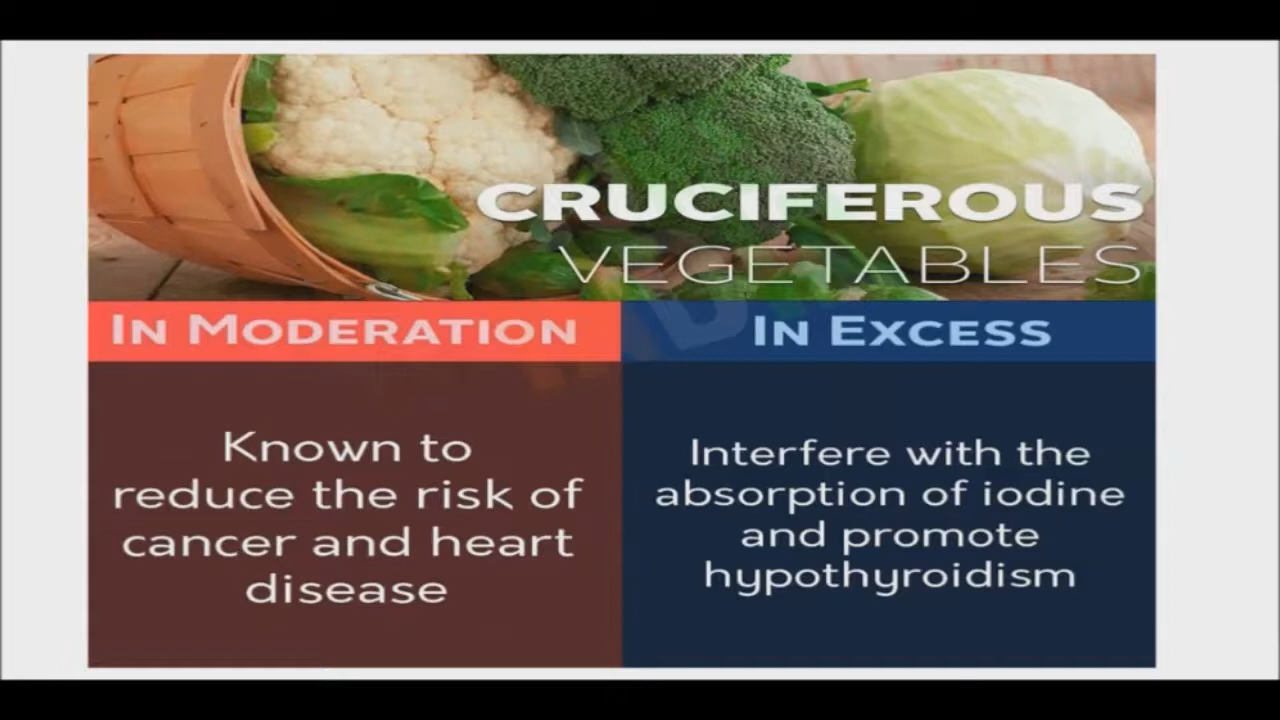 CRUCIFEROUS
VEGETABLES
IN MODERATION
IN EXCESS
Known to
reduce the risk of
cancer and heart
disease
Interfere with the
absorption of iodine
and promote
hypothyroidism